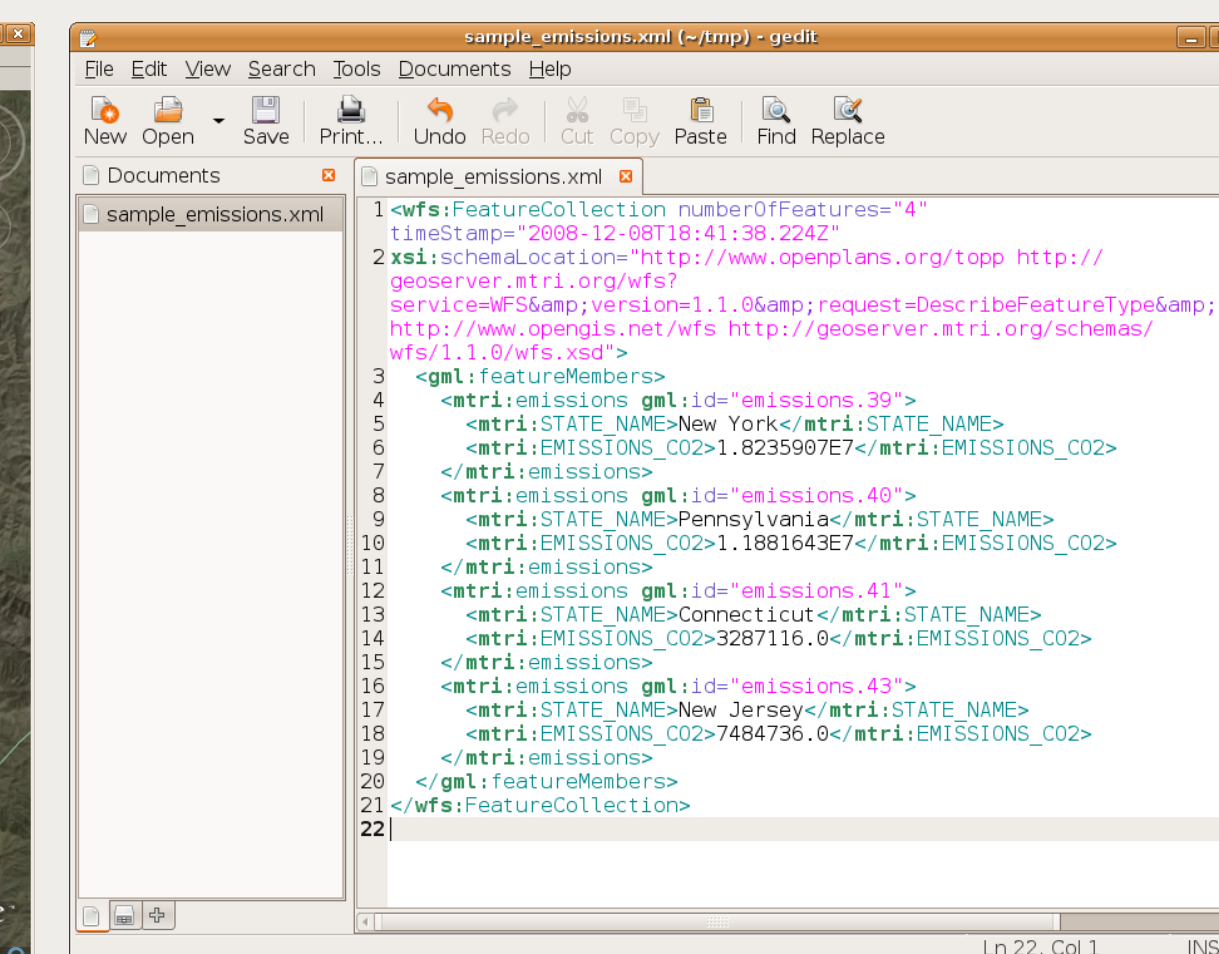 sample_emissions.xml (~/tmp) - gedit
File Edit View Search Tools Documents Help
New Open Save Print... Undo Redo Cut Copy Paste Find Replace
Documents
sample_emissions.xml
sample_emissions.xml
1 <wfs:FeatureCollection numberOfFeatures="4"
timeStamp="2008-12-08T18:41:38.224Z"
2 xsi:schemaLocation="http://www.openplans.org/topp http://
geoserver.mtri.org/wfs?
service=WFS&amp;version=1.1.0&amp;request=DescribeFeatureType&amp;
http://www.opengis.net/wfs http://geoserver.mtri.org/schemas/
wfs/1.1.0/wfs.xsd">
3 <gml:featureMembers>
4 <mtri:emissions gml:id="emissions.39">
5 <mtri:STATE_NAME>New York</mtri:STATE_NAME>
6 <mtri:EMISSIONS_CO2>1.8235907E7</mtri:EMISSIONS_CO2>
7 </mtri:emissions>
8 <mtri:emissions gml:id="emissions.40">
9 <mtri:STATE_NAME>Pennsylvania</mtri:STATE_NAME>
10 <mtri:EMISSIONS_CO2>1.1881643E7</mtri:EMISSIONS_CO2>
11 </mtri:emissions>
12 <mtri:emissions gml:id="emissions.41">
13 <mtri:STATE_NAME>Connecticut</mtri:STATE_NAME>
14 <mtri:EMISSIONS_CO2>3287116.0</mtri:EMISSIONS_CO2>
15 </mtri:emissions>
16 <mtri:emissions gml:id="emissions.43">
17 <mtri:STATE_NAME>New Jersey</mtri:STATE_NAME>
18 <mtri:EMISSIONS_CO2>7484736.0</mtri:EMISSIONS_CO2>
19 </mtri:emissions>
20 </gml:featureMembers>
21 </wfs:FeatureCollection>
22
Ln 22, Col 1 INS